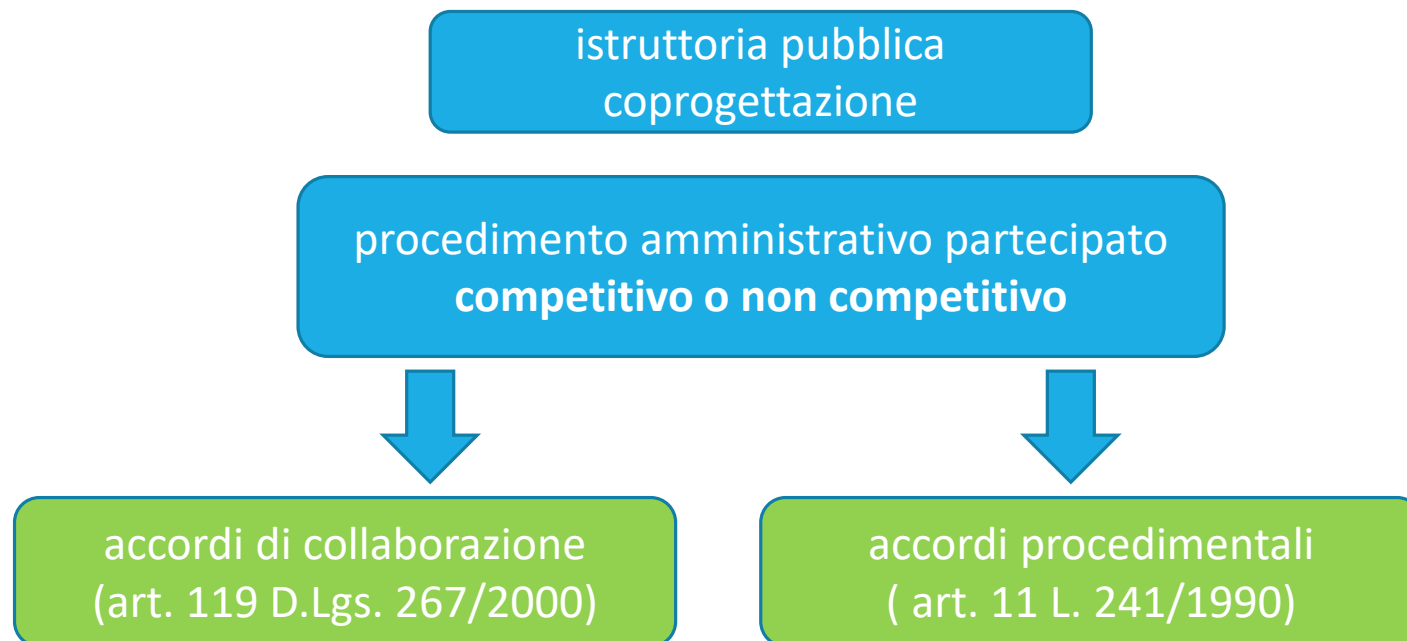 istruttoria pubblica
coprogettazione
procedimento amministrativo partecipato
competitivo o non competitivo
accordi di collaborazione
(art. 119 D.Lgs. 267/2000)
accordi procedimentali
( art. 11 L. 241/1990)